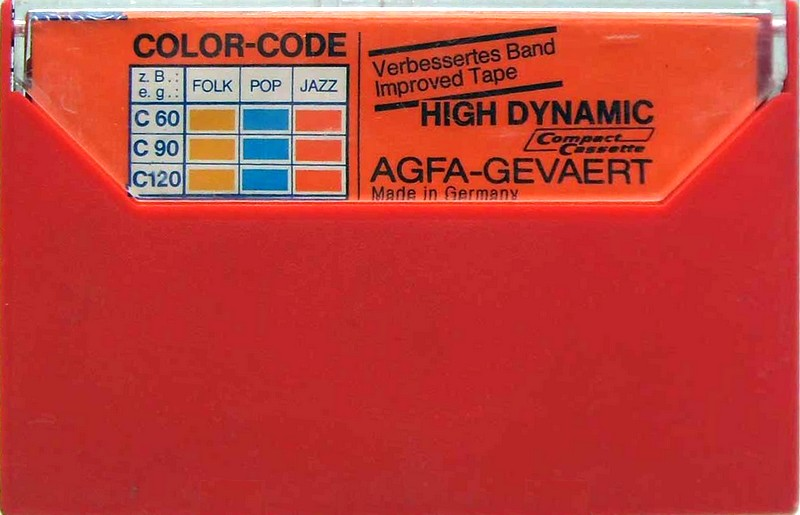 COLOR-CODE
z. B.:
e. g.:
FOLK POP JAZZ
C 60
C 90
C120
Verbessertes Band
Improved Tape
HIGH DYNAMIC
Compact
Cassette
AGFA-GEVAERT
Made in Germany